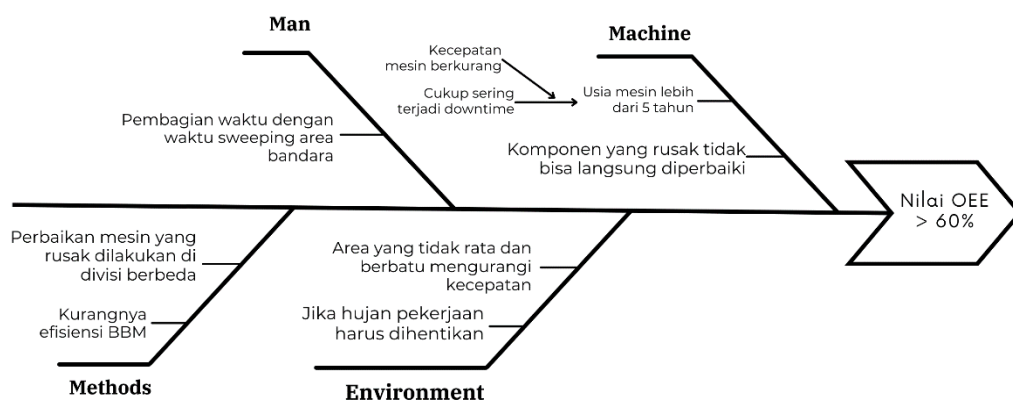 Man
Machine
Kecepatan
mesin berkurang
Cukup sering
terjadi downtime
Usia mesin lebih
dari 5 tahun
Pembagian waktu dengan
waktu sweeping area
bandara
Komponen yang rusak tidak
bisa langsung diperbaiki
Nilai OEE
> 60%
Perbaikan mesin yang
rusak dilakukan di
divisi berbeda
Kurangnya
efisiensi BBM
Area yang tidak rata dan
berbatu mengurangi
kecepatan
Jika hujan pekerjaan
harus dihentikan
Methods
Environment